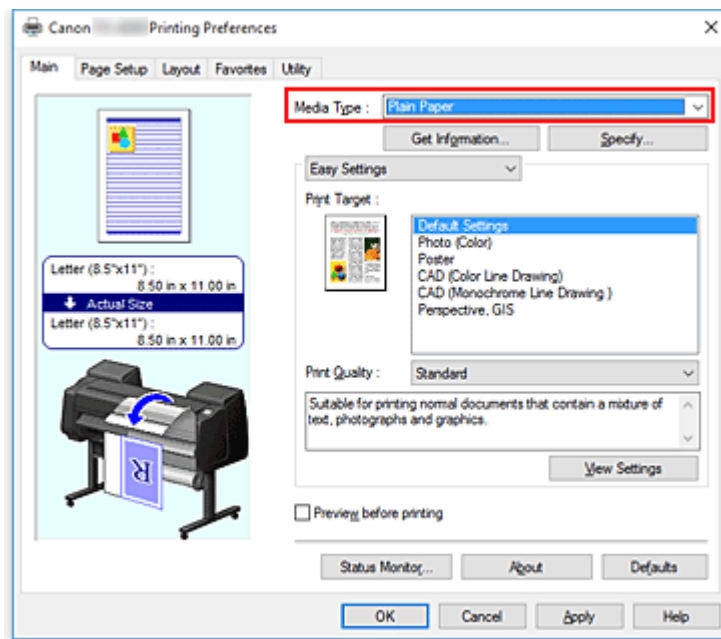 Canon Printing Preferences
Main Page Setup Layout Favorites Utility
Media Type : Plain Paper
Get Information... Specify...
Easy Settings
Print Target :
Default Settings
Photo (Color)
Poster
CAD (Color Line Drawing)
CAD (Monochrome Line Drawing )
Perspective, GIS
Letter (8.5"x11") :
8.50 in x 11.00 in
Actual Size
Letter (8.5"x11") :
8.50 in x 11.00 in
R
Print Quality : Standard
Suitable for printing normal documents that contain a mixture of
text, photographs and graphics.
View Settings
Preview before printing
Status Monitor... About Defaults
OK Cancel Apply Help